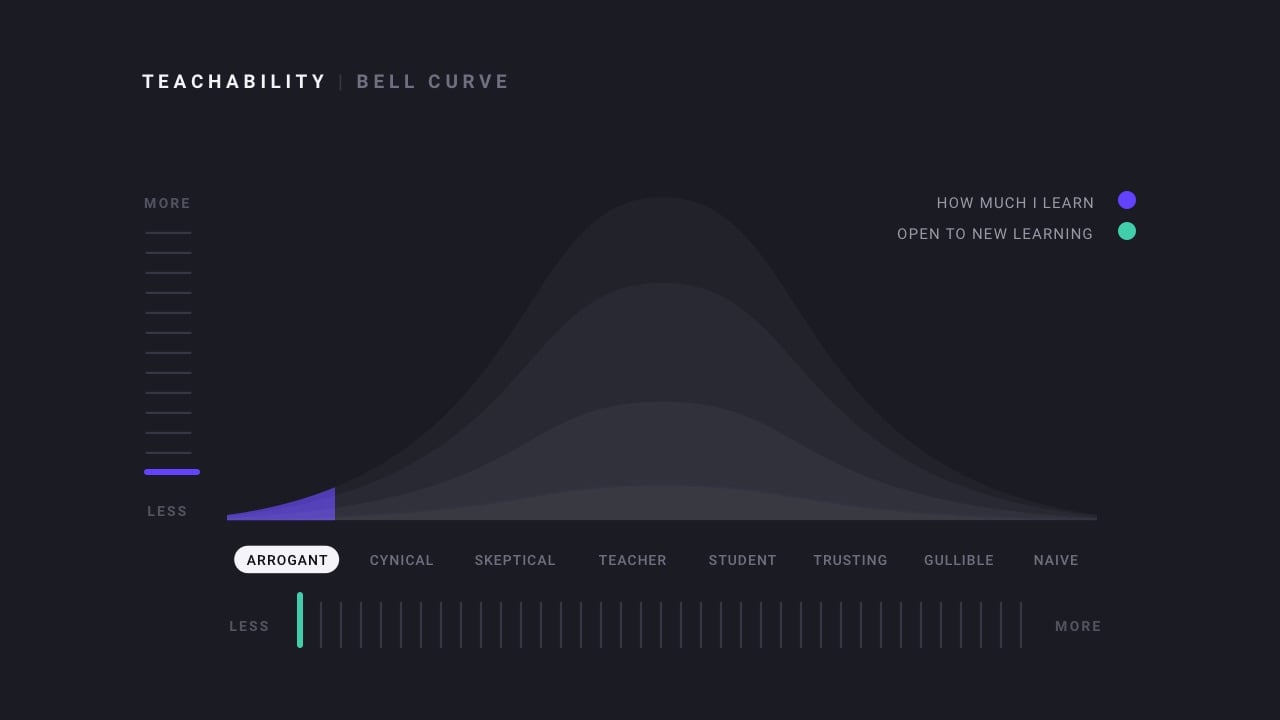 TEACHABILITY | BELL CURVE
MORE
HOW MUCH I LEARN
OPEN TO NEW LEARNING
LESS
ARROGANT CYNICAL SKEPTICAL TEACHER STUDENT TRUSTING GULLIBLE NAIVE
LESS MORE